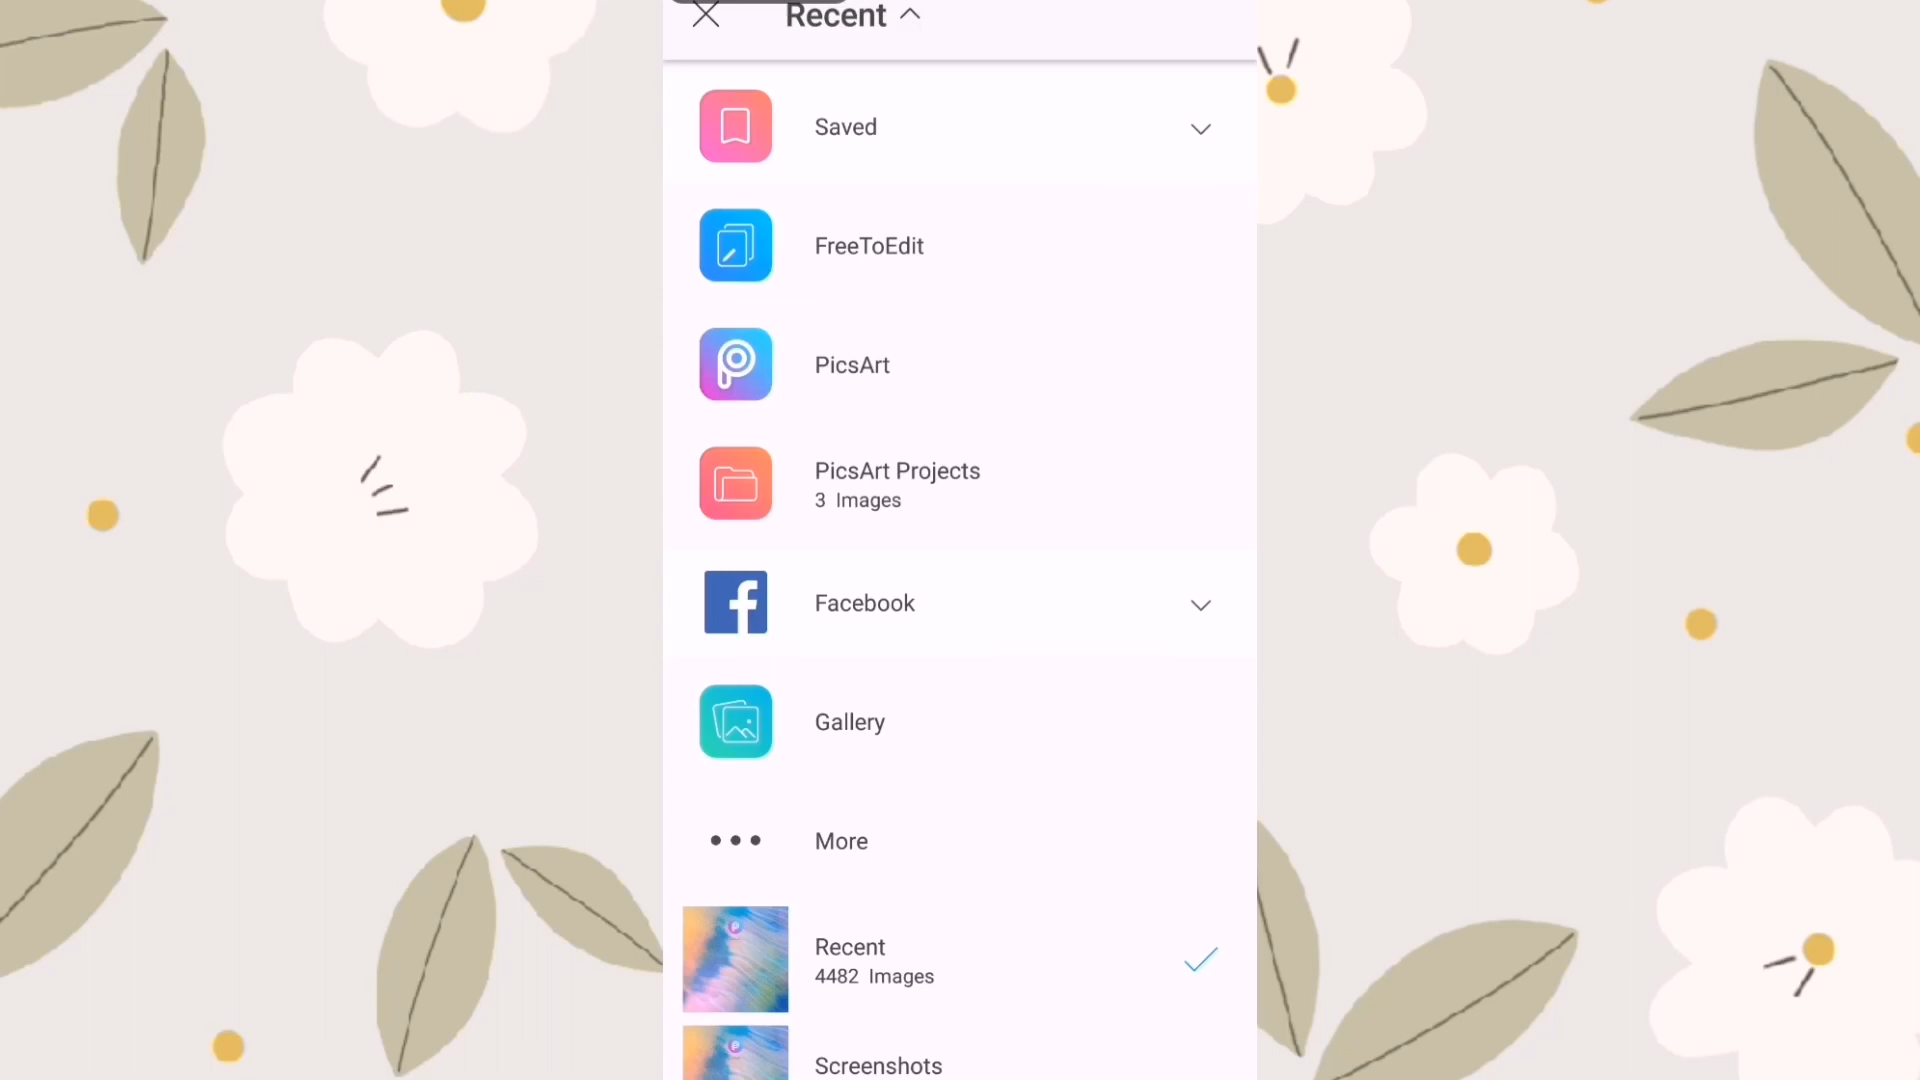 Recent
Saved
FreeToEdit
PicsArt
PicsArt Projects
3 Images
Facebook
Gallery
More
Recent
4482 Images
Screenshots